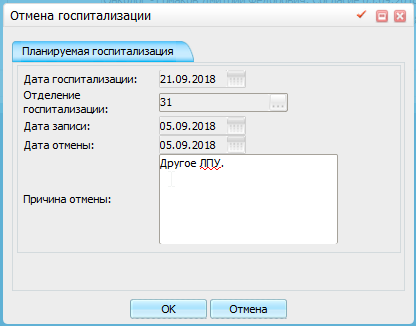 Отмена госпитализации
Планируемая госпитализация
Дата госпитализации: 21.09.2018
Отделение госпитализации: 31 ...
Дата записи: 05.09.2018
Дата отмены: 05.09.2018
Причина отмены: Другое ЛПУ.
OK Отмена